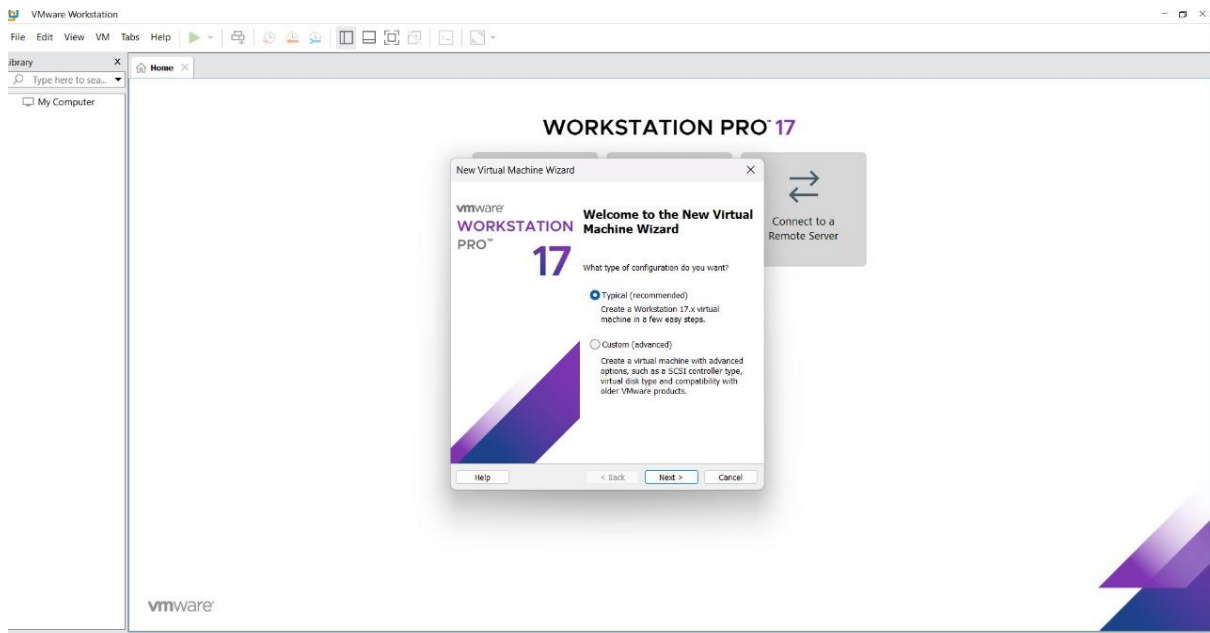 VMware Workstation
File Edit View VM Tabs Help
Library X
Type here to sea...
Home
My Computer
WORKSTATION PRO™ 17
Connect to a
Remote Server
New Virtual Machine Wizard
vmware
WORKSTATION
PRO™
17
Welcome to the New Virtual
Machine Wizard
What type of configuration do you want?
Typical (recommended)
Create a Workstation 17.x virtual
machine in a few easy steps.
Custom (advanced)
Create a virtual machine with advanced
options, such as a SCSI controller type,
virtual disk type and compatibility with
older VMware products.
Help < Back Next > Cancel
vmware